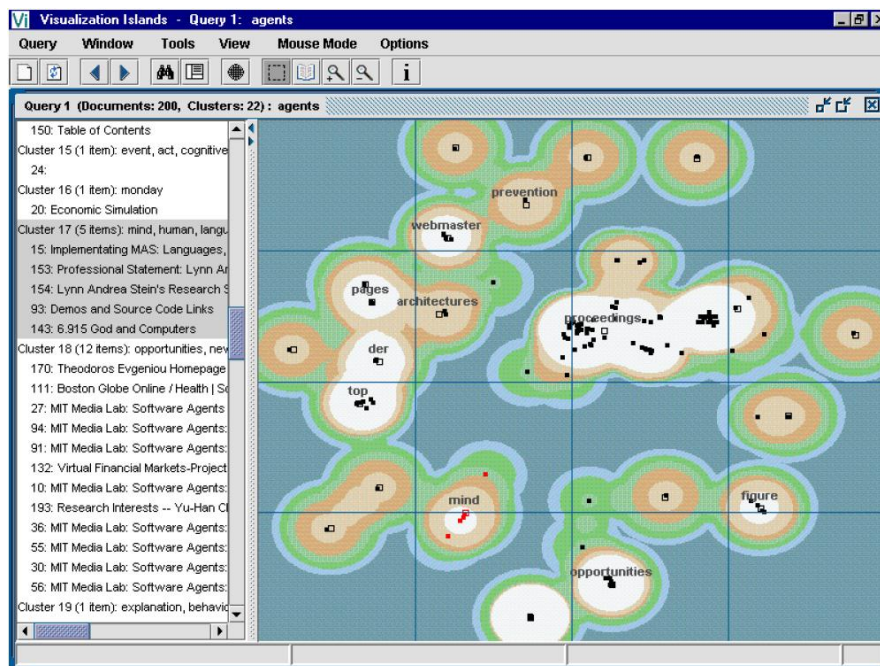 Vi Visualization Islands - Query 1: agents
Query Window Tools View Mouse Mode Options
i
Query 1 (Documents: 200, Clusters: 22) : agents
150: Table of Contents
Cluster 15 (1 item): event, act, cognitive
24:
Cluster 16 (1 item): monday
20: Economic Simulation
Cluster 17 (5 items): mind, human, langu
15: Implementating MAS: Languages,
153: Professional Statement: Lynn Ar
154: Lynn Andrea Stein's Research S
93: Demos and Source Code Links
143: 6.915 God and Computers
Cluster 18 (12 items): opportunities, new
170: Theodoros Evgeniou Homepage
111: Boston Globe Online / Health | Sc
27: MIT Media Lab: Software Agents
94: MIT Media Lab: Software Agents:
91: MIT Media Lab: Software Agents:
132: Virtual Financial Markets-Project
10: MIT Media Lab: Software Agents:
193: Research Interests -- Yu-Han Cl
36: MIT Media Lab: Software Agents:
55: MIT Media Lab: Software Agents:
30: MIT Media Lab: Software Agents:
56: MIT Media Lab: Software Agents:
Cluster 19 (1 item): explanation, behavio
prevention
webmaster
pages
architectures
proceedings
der
top
mind
figure
opportunities